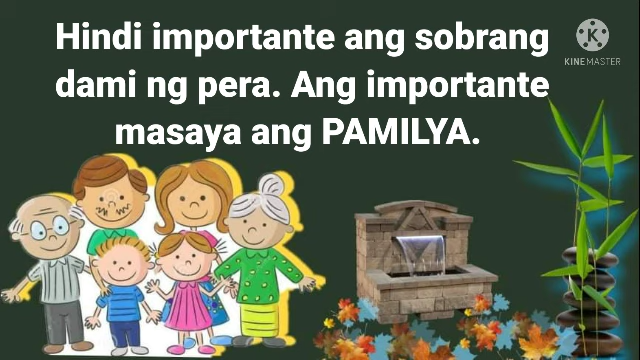 Hindi importante ang sobrang
dami ng pera. Ang importante
masaya ang PAMILYA.
KINEMASTER